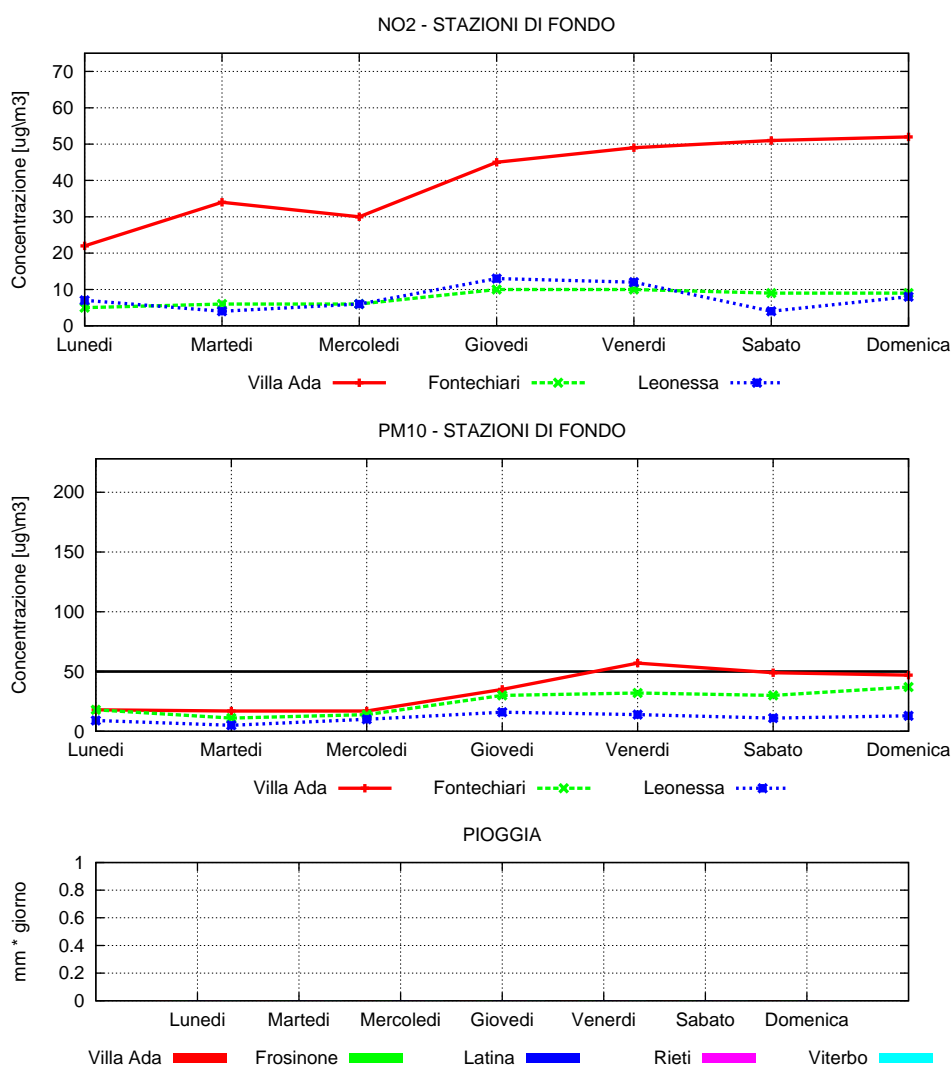 NO2 - STAZIONI DI FONDO
Concentrazione [ug\m3]
70
60
50
40
30
20
10
0
Lunedi Martedi Mercoledi Giovedi Venerdi Sabato Domenica
Villa Ada Fontechiari Leonessa
PM10 - STAZIONI DI FONDO
Concentrazione [ug\m3]
200
150
100
50
0
Lunedi Martedi Mercoledi Giovedi Venerdi Sabato Domenica
Villa Ada Fontechiari Leonessa
PIOGGIA
mm * giorno
1
0.8
0.6
0.4
0.2
0
Lunedi Martedi Mercoledi Giovedi Venerdi Sabato Domenica
Villa Ada Frosinone Latina Rieti Viterbo